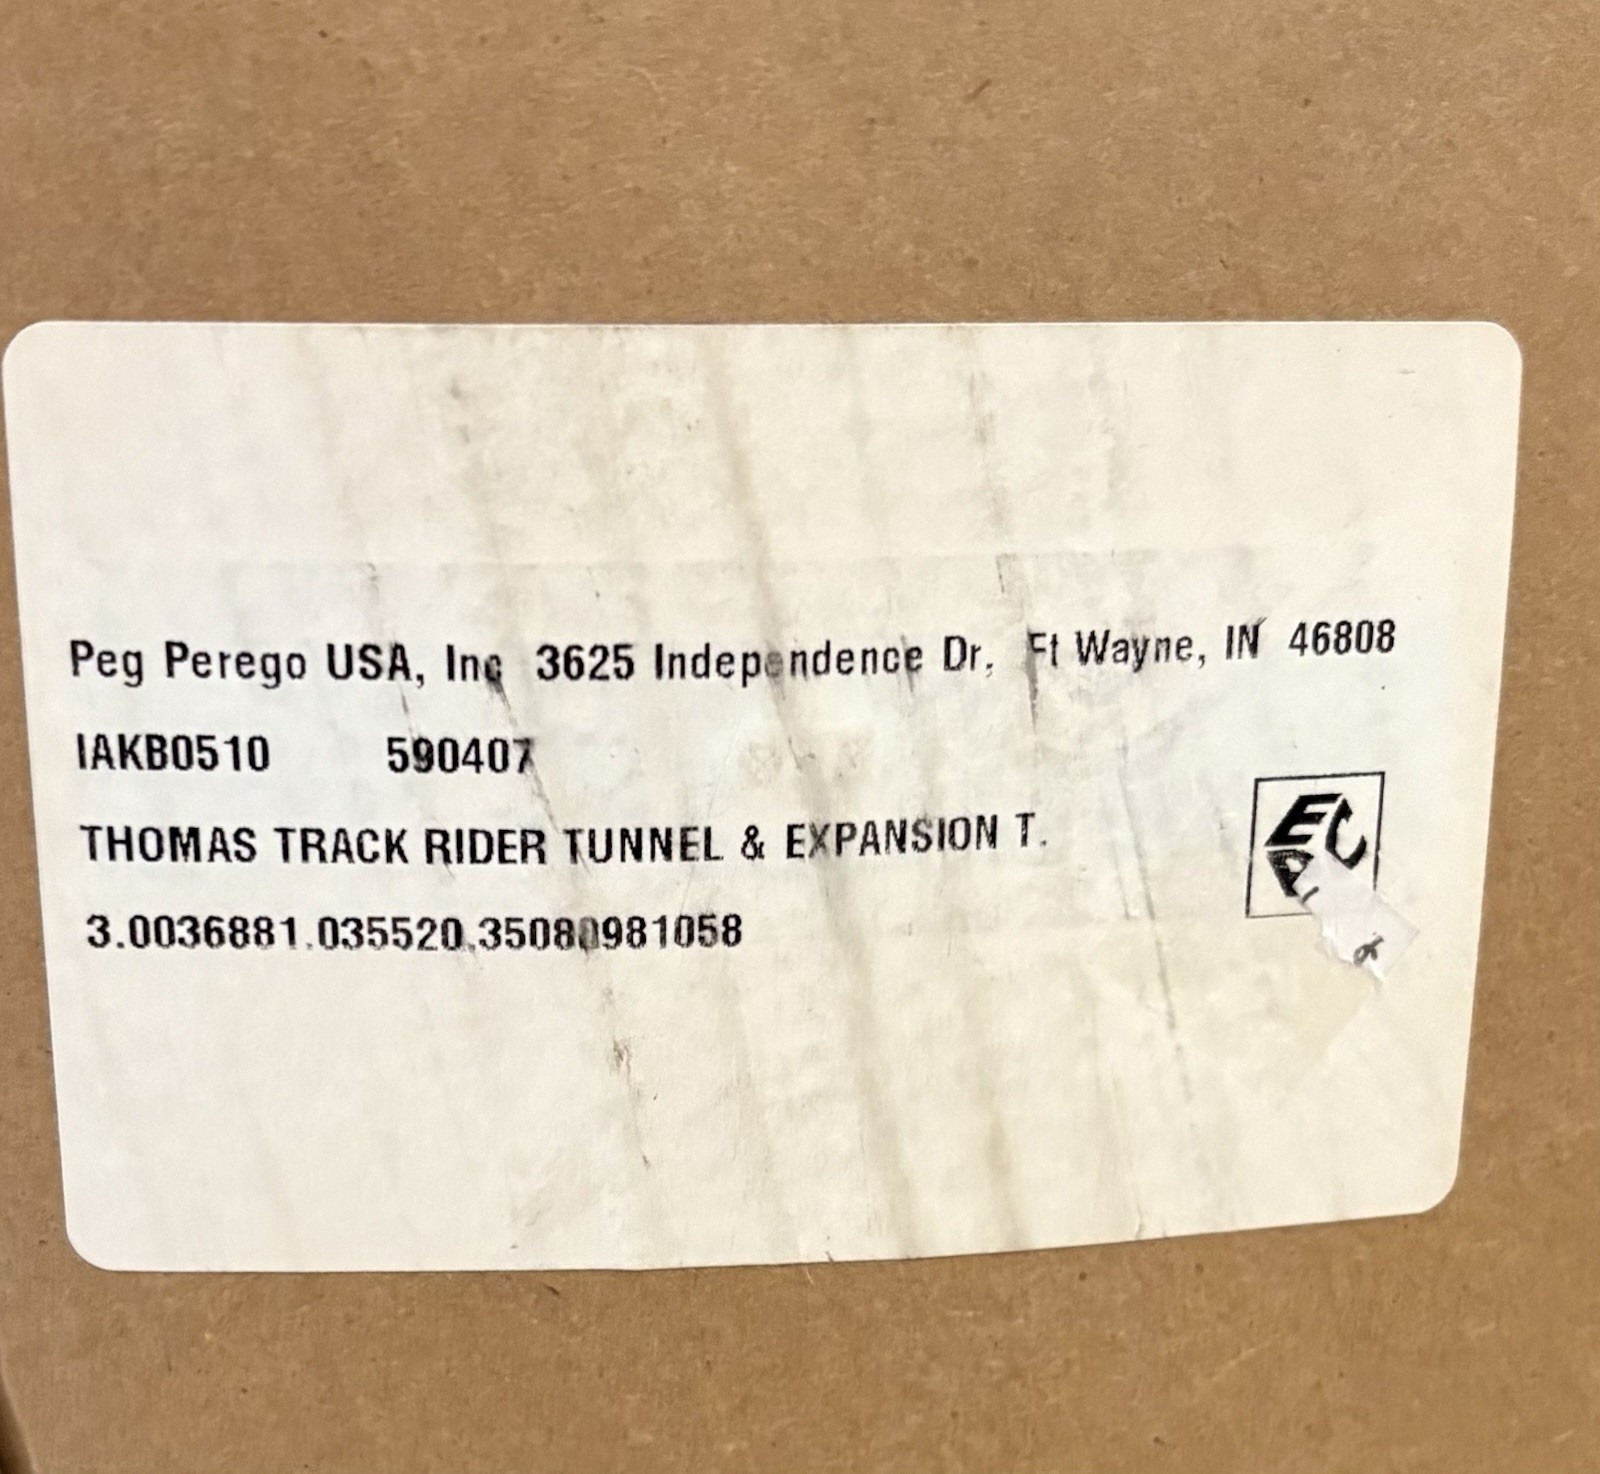 Peg Perego USA, Inc 3625 Independence Dr. Ft Wayne, IN 46808
IAKB0510 590407
THOMAS TRACK RIDER TUNNEL & EXPANSION T.
3.0036881.035520.35080981058